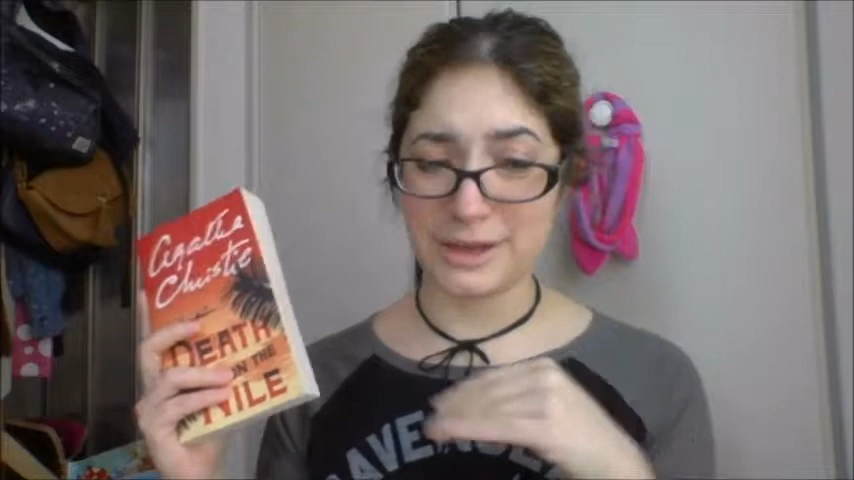 Agatha
Christie
DEATH
ON THE
NILE